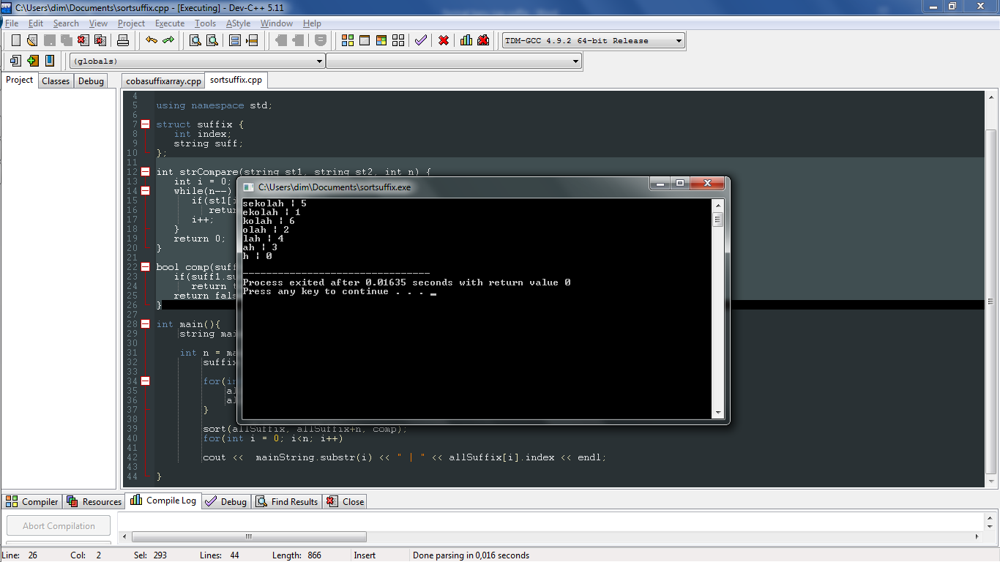 C:\Users\dim\Documents\sortsuffix.cpp - [Executing] - Dev-C++ 5.11
File Edit Search View Project Execute Tools AStyle Window Help
TDM-GCC 4.9.2 64-bit Release
(globals)
Project Classes Debug
cobasuffixarray.cpp sortsuffix.cpp
4
5 using namespace std;
6
7 struct suffix {
8 int index;
9 string suff;
10 };
11
12 int strCompare(string st1, string st2, int n) {
13 int i = 0;
14 while(n--)
15 if(st1[
16 retur
17 i++;
18 }
19 return 0;
20 }
21
22 bool comp(suff
23 if(suff1.su
24 return t
25 return fals
26 }
27
28 int main(){
29 string mai
30
31 int n = ma
32 suffix
33
34 for(in
35 al
36 al
37 }
38
39 sort(allSuffix, allSuffix+n, comp);
40 for(int i = 0; i<n; i++)
41
42 cout << mainString.substr(i) << " | " << allSuffix[i].index << endl;
43
44 }
C:\Users\dim\Documents\sortsuffix.exe
sekolah ¦ 5
ekolah ¦ 1
kolah ¦ 6
olah ¦ 2
lah ¦ 4
ah ¦ 3
h ¦ 0
--------------------------------
Process exited after 0.01635 seconds with return value 0
Press any key to continue . . . _
Compiler Resources Compile Log Debug Find Results Close
Abort Compilation
Line: 26 Col: 2 Sel: 293 Lines: 44 Length: 866 Insert Done parsing in 0,016 seconds